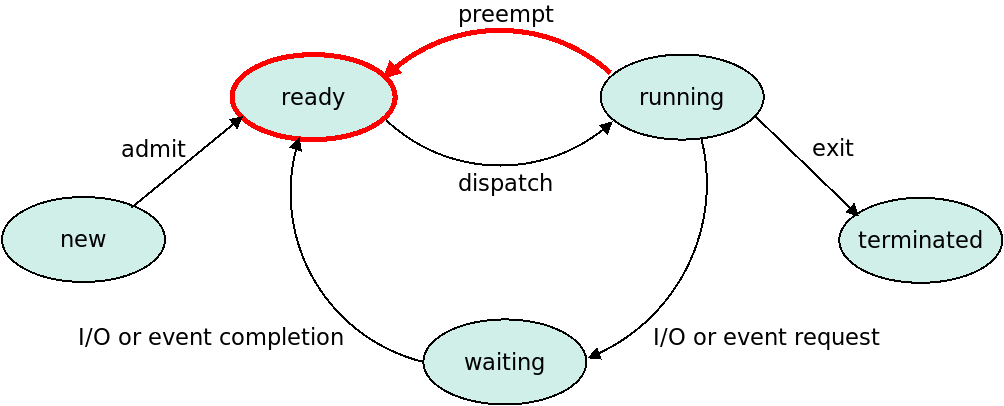 preempt
ready
running
admit
exit
dispatch
new
terminated
I/O or event completion
I/O or event request
waiting